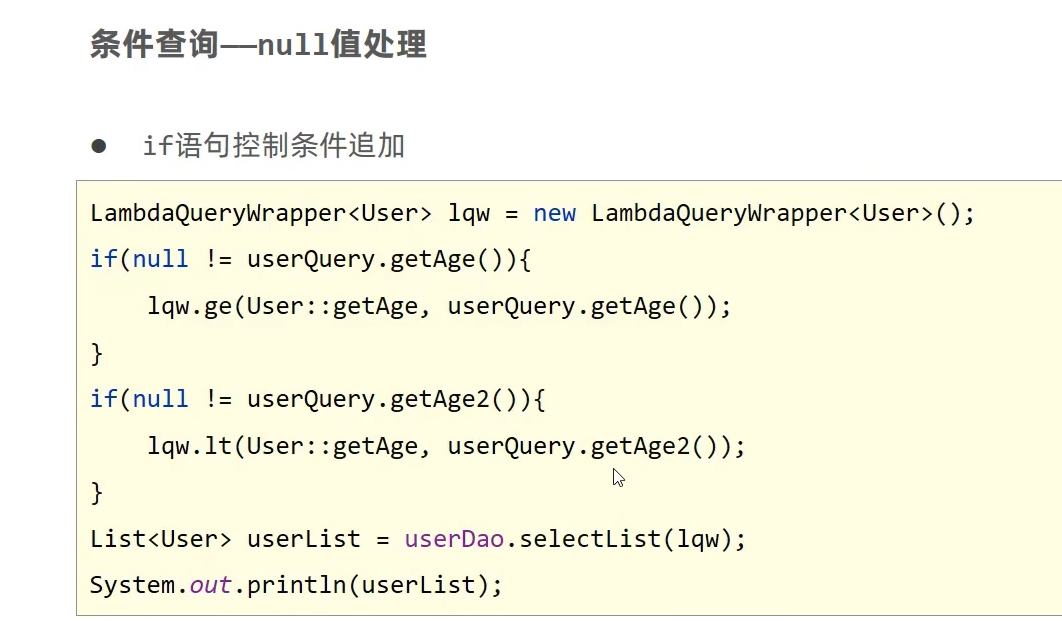 条件查询——null值处理
● if语句控制条件追加
LambdaQueryWrapper<User> lqw = new LambdaQueryWrapper<User>();
if(null != userQuery.getAge()){
    lqw.ge(User::getAge, userQuery.getAge());
}
if(null != userQuery.getAge2()){
    lqw.lt(User::getAge, userQuery.getAge2());
}
List<User> userList = userDao.selectList(lqw);
System.out.println(userList);